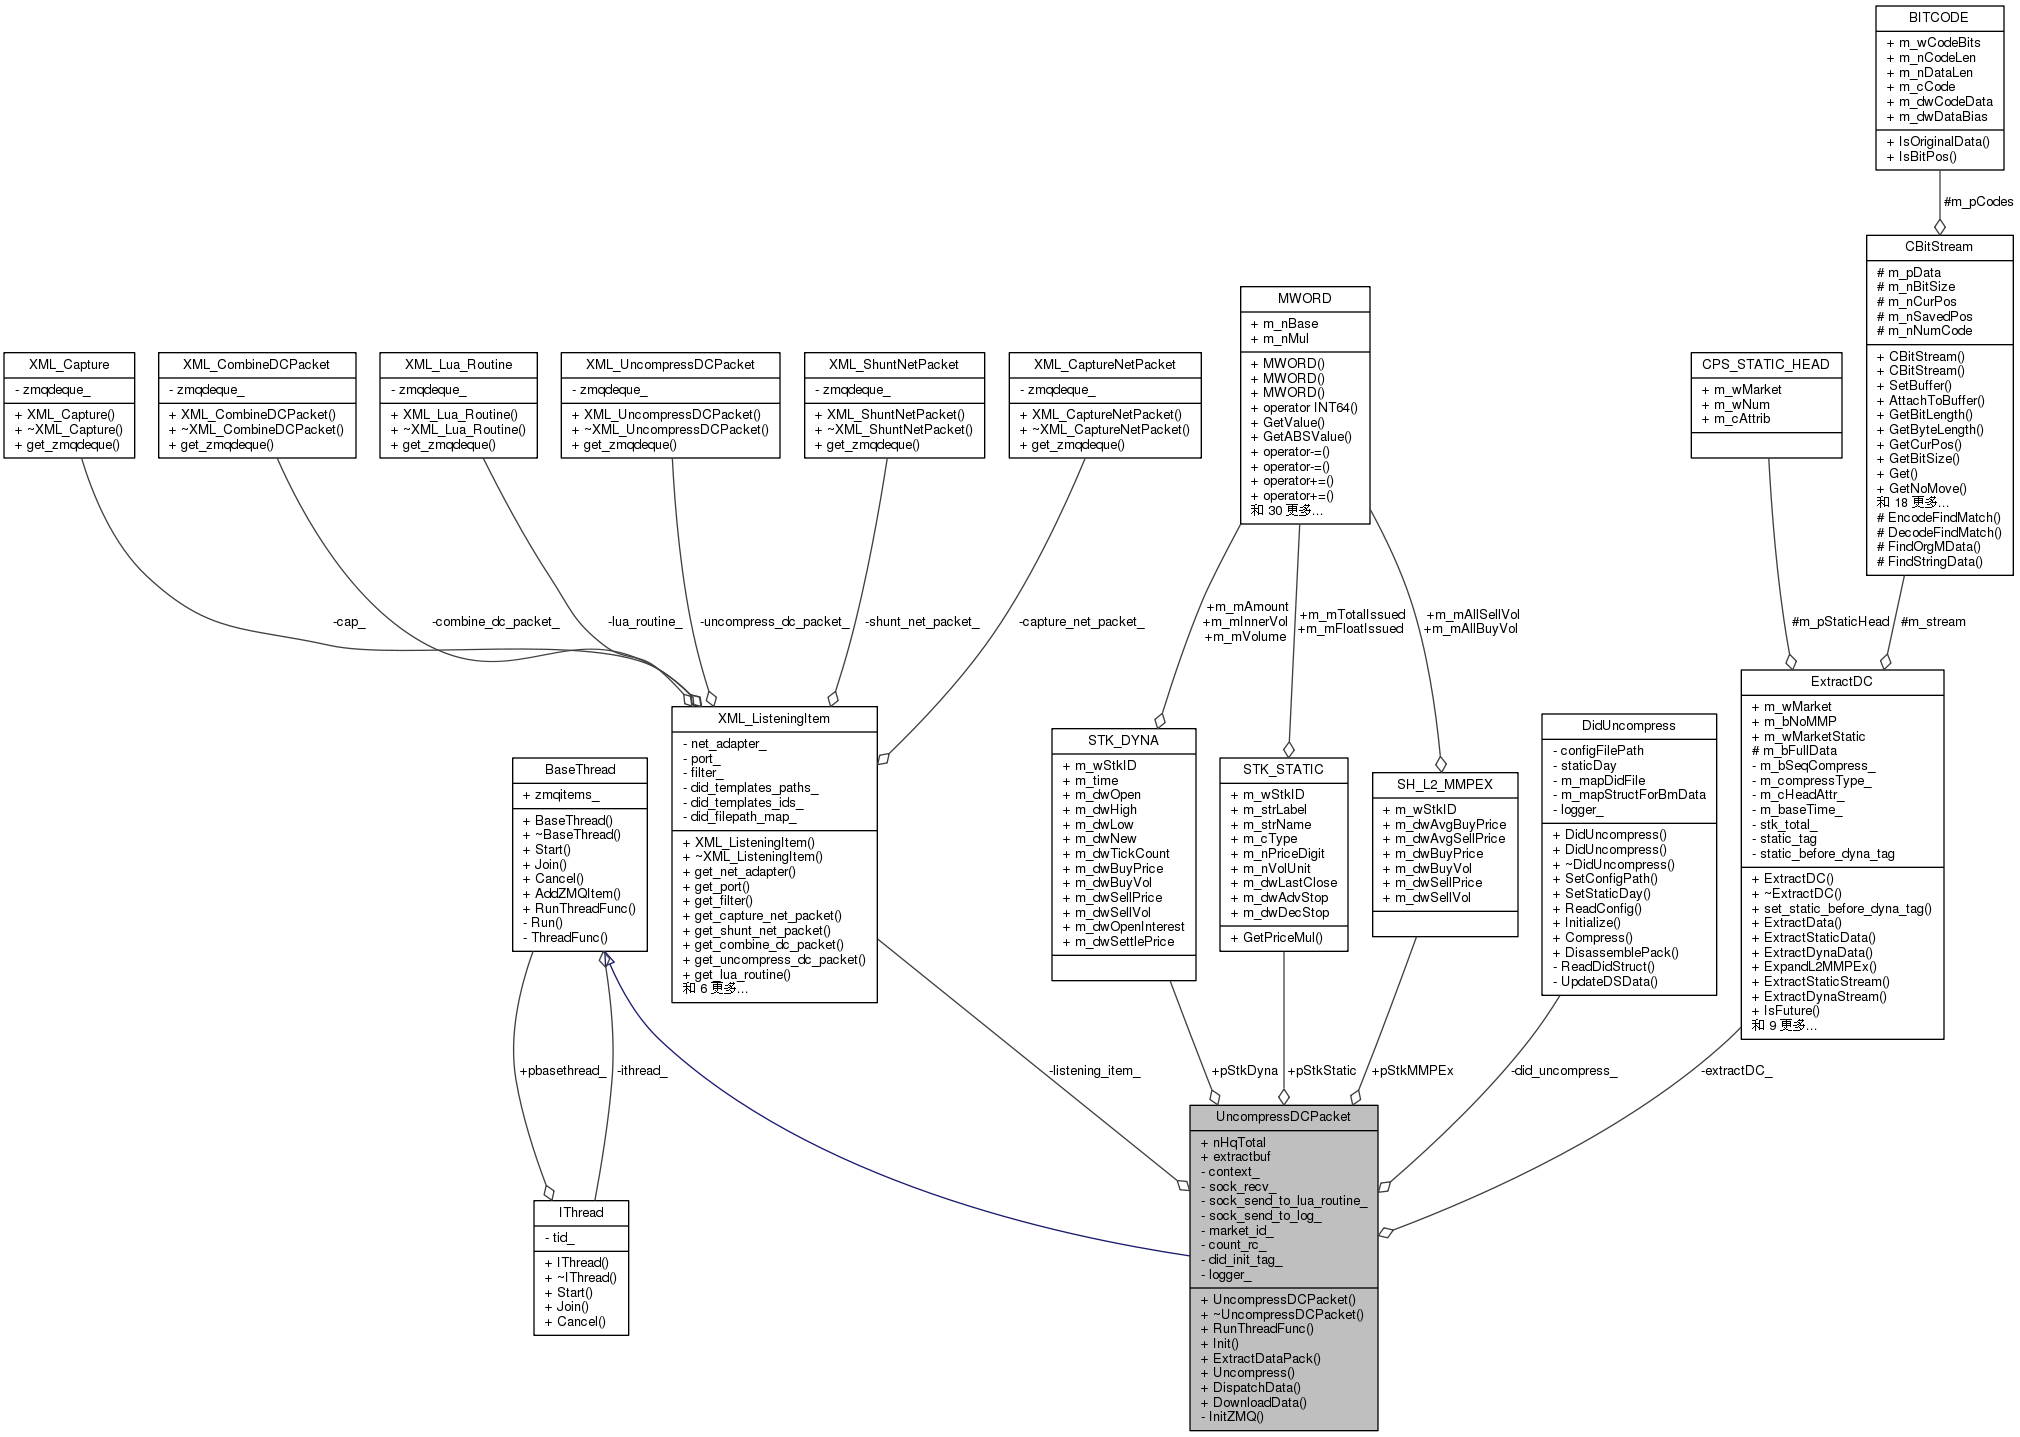 BITCODE
+ m_wCodeBits
+ m_nCodeLen
+ m_nDataLen
+ m_cCode
+ m_dwCodeData
+ m_dwDataBias
+ IsOriginalData()
+ IsBitPos()
#m_pCodes
CBitStream
# m_pData
# m_nBitSize
# m_nCurPos
# m_nSavedPos
# m_nNumCode
+ CBitStream()
+ CBitStream()
+ SetBuffer()
+ AttachToBuffer()
+ GetBitLength()
+ GetByteLength()
+ GetCurPos()
+ GetBitSize()
+ Get()
+ GetNoMove()
和 18 更多...
# EncodeFindMatch()
# DecodeFindMatch()
# FindOrgMData()
# FindStringData()
MWORD
+ m_nBase
+ m_nMul
+ MWORD()
+ MWORD()
+ MWORD()
+ operator INT64()
+ GetValue()
+ GetABSValue()
+ operator-=()
+ operator-=()
+ operator+=()
+ operator+=()
和 30 更多...
XML_Capture
- zmqdeque_
+ XML_Capture()
+ ~XML_Capture()
+ get_zmqdeque()
XML_CombineDCPacket
- zmqdeque_
+ XML_CombineDCPacket()
+ ~XML_CombineDCPacket()
+ get_zmqdeque()
XML_Lua_Routine
- zmqdeque_
+ XML_Lua_Routine()
+ ~XML_Lua_Routine()
+ get_zmqdeque()
XML_UncompressDCPacket
- zmqdeque_
+ XML_UncompressDCPacket()
+ ~XML_UncompressDCPacket()
+ get_zmqdeque()
XML_ShuntNetPacket
- zmqdeque_
+ XML_ShuntNetPacket()
+ ~XML_ShuntNetPacket()
+ get_zmqdeque()
XML_CaptureNetPacket
- zmqdeque_
+ XML_CaptureNetPacket()
+ ~XML_CaptureNetPacket()
+ get_zmqdeque()
CPS_STATIC_HEAD
+ m_wMarket
+ m_wNum
+ m_cAttrib
-cap_
-combine_dc_packet_
-lua_routine_
-uncompress_dc_packet_
-shunt_net_packet_
-capture_net_packet_
+m_mAmount
+m_mInnerVol
+m_mVolume
+m_mTotalIssued
+m_mFloatIssued
+m_mAllSellVol
+m_mAllBuyVol
#m_pStaticHead
#m_stream
BaseThread
+ zmqitems_
+ BaseThread()
+ ~BaseThread()
+ Start()
+ Join()
+ Cancel()
+ AddZMQItem()
+ RunThreadFunc()
- Run()
- ThreadFunc()
XML_ListeningItem
- net_adapter_
- port_
- filter_
- did_templates_paths_
- did_templates_ids_
- did_filepath_map_
+ XML_ListeningItem()
+ ~XML_ListeningItem()
+ get_net_adapter()
+ get_port()
+ get_filter()
+ get_capture_net_packet()
+ get_shunt_net_packet()
+ get_combine_dc_packet()
+ get_uncompress_dc_packet()
+ get_lua_routine()
和 6 更多...
STK_DYNA
+ m_wStkID
+ m_time
+ m_dwOpen
+ m_dwHigh
+ m_dwLow
+ m_dwNew
+ m_dwTickCount
+ m_dwBuyPrice
+ m_dwBuyVol
+ m_dwSellPrice
+ m_dwSellVol
+ m_dwOpenInterest
+ m_dwSettlePrice
STK_STATIC
+ m_wStkID
+ m_strLabel
+ m_strName
+ m_cType
+ m_nPriceDigit
+ m_nVolUnit
+ m_dwLastClose
+ m_dwAdvStop
+ m_dwDecStop
+ GetPriceMul()
SH_L2_MMPEX
+ m_wStkID
+ m_dwAvgBuyPrice
+ m_dwAvgSellPrice
+ m_dwBuyPrice
+ m_dwBuyVol
+ m_dwSellPrice
+ m_dwSellVol
DidUncompress
- configFilePath
- staticDay
- m_mapDidFile
- m_mapStructForBmData
- logger_
+ DidUncompress()
+ DidUncompress()
+ ~DidUncompress()
+ SetConfigPath()
+ SetStaticDay()
+ ReadConfig()
+ Initialize()
+ Compress()
+ DisassemblePack()
- ReadDidStruct()
- UpdateDSData()
ExtractDC
+ m_wMarket
+ m_bNoMMP
+ m_wMarketStatic
# m_bFullData
- m_bSeqCompress_
- m_compressType_
- m_cHeadAttr_
- m_baseTime_
- stk_total_
- static_tag
- static_before_dyna_tag
+ ExtractDC()
+ ~ExtractDC()
+ set_static_before_dyna_tag()
+ ExtractData()
+ ExtractStaticData()
+ ExtractDynaData()
+ ExpandL2MMPEx()
+ ExtractStaticStream()
+ ExtractDynaStream()
+ IsFuture()
和 9 更多...
+pbasethread_
-ithread_
-listening_item_
+pStkDyna
+pStkStatic
+pStkMMPEx
-did_uncompress_
-extractDC_
IThread
- tid_
+ IThread()
+ ~IThread()
+ Start()
+ Join()
+ Cancel()
UncompressDCPacket
+ nHqTotal
+ extractbuf
- context_
- sock_recv_
- sock_send_to_lua_routine_
- sock_send_to_log_
- market_id_
- count_rc_
- did_init_tag_
- logger_
+ UncompressDCPacket()
+ ~UncompressDCPacket()
+ RunThreadFunc()
+ Init()
+ ExtractDataPack()
+ Uncompress()
+ DispatchData()
+ DownloadData()
- InitZMQ()